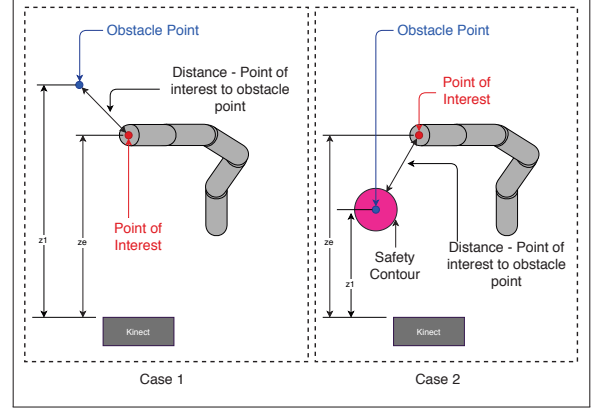 Obstacle Point
Distance - Point of
interest to obstacle
point
Point of
Interest
z1
ze
Kinect
Case 1
Obstacle Point
Point of
Interest
ze
z1
Safety
Contour
Distance - Point of
interest to obstacle
point
Kinect
Case 2